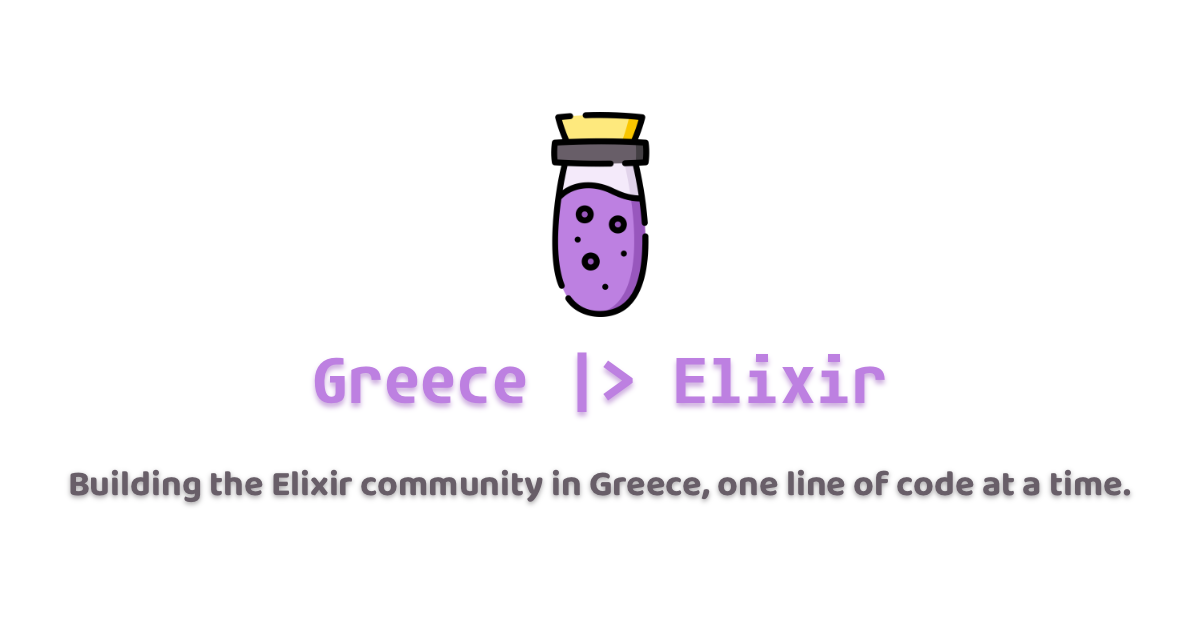 Greece |> Elixir
Building the Elixir community in Greece, one line of code at a time.